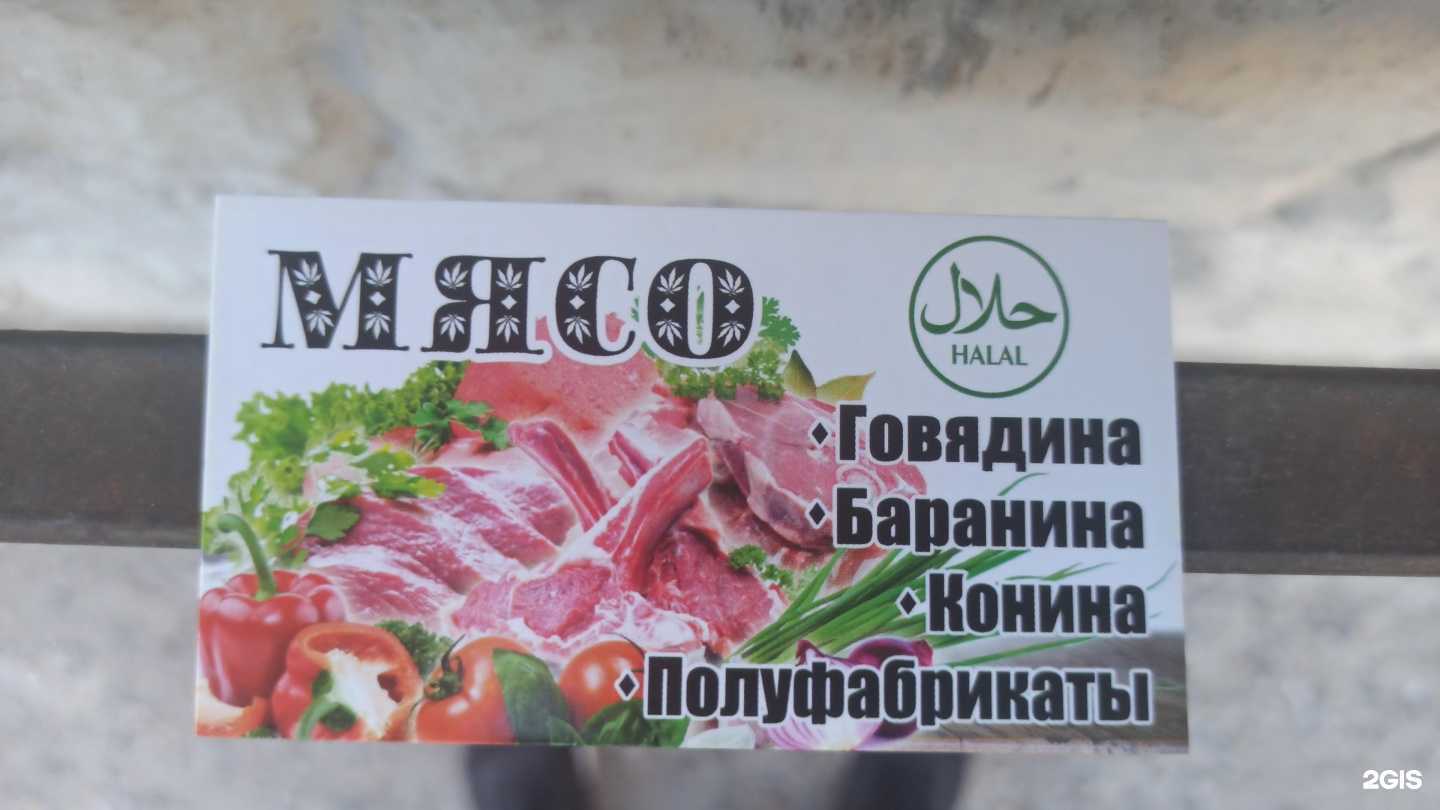 МЯСО
حلال
HALAL
Говядина
Баранина
Конина
Полуфабрикаты
2GIS